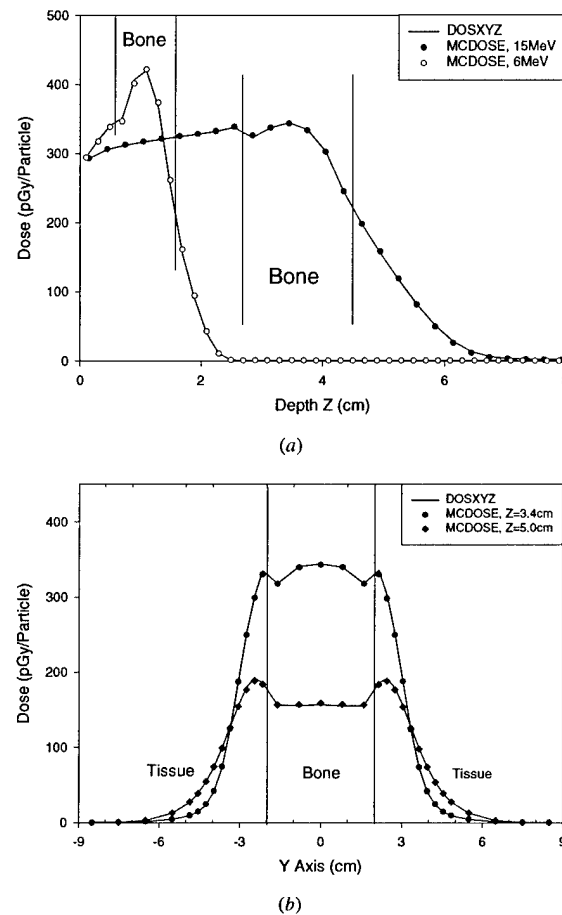 500
400
300
200
100
0
Dose (pGy/Particle)
Bone
Bone
DOSXYZ
MCDOSE, 15MeV
MCDOSE, 6MeV
0 2 4 6
Depth Z (cm)
(a)
400
300
200
100
0
Dose (pGy/Particle)
DOSXYZ
MCDOSE, Z=3.4cm
MCDOSE, Z=5.0cm
Tissue
Bone
Tissue
-9 -6 -3 0 3 6 9
Y Axis (cm)
(b)